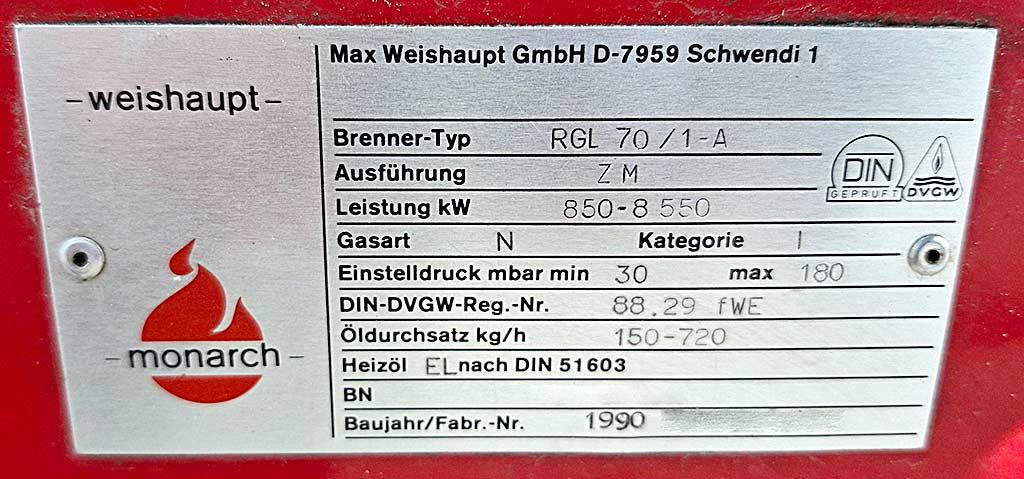 Max Weishaupt GmbH D-7959 Schwendi 1
– weishaupt –
Brenner-Typ RGL 70/1-A
Ausführung ZM
DIN GEPRÜFT DVGW
Leistung kW 850-8 550
Gasart N Kategorie I
Einstelldruck mbar min 30 max 180
DIN-DVGW-Reg.-Nr. 88.29 fWE
Öldurchsatz kg/h 150-720
– monarch –
Heizöl EL nach DIN 51603
BN
Baujahr/Fabr.-Nr. 1990